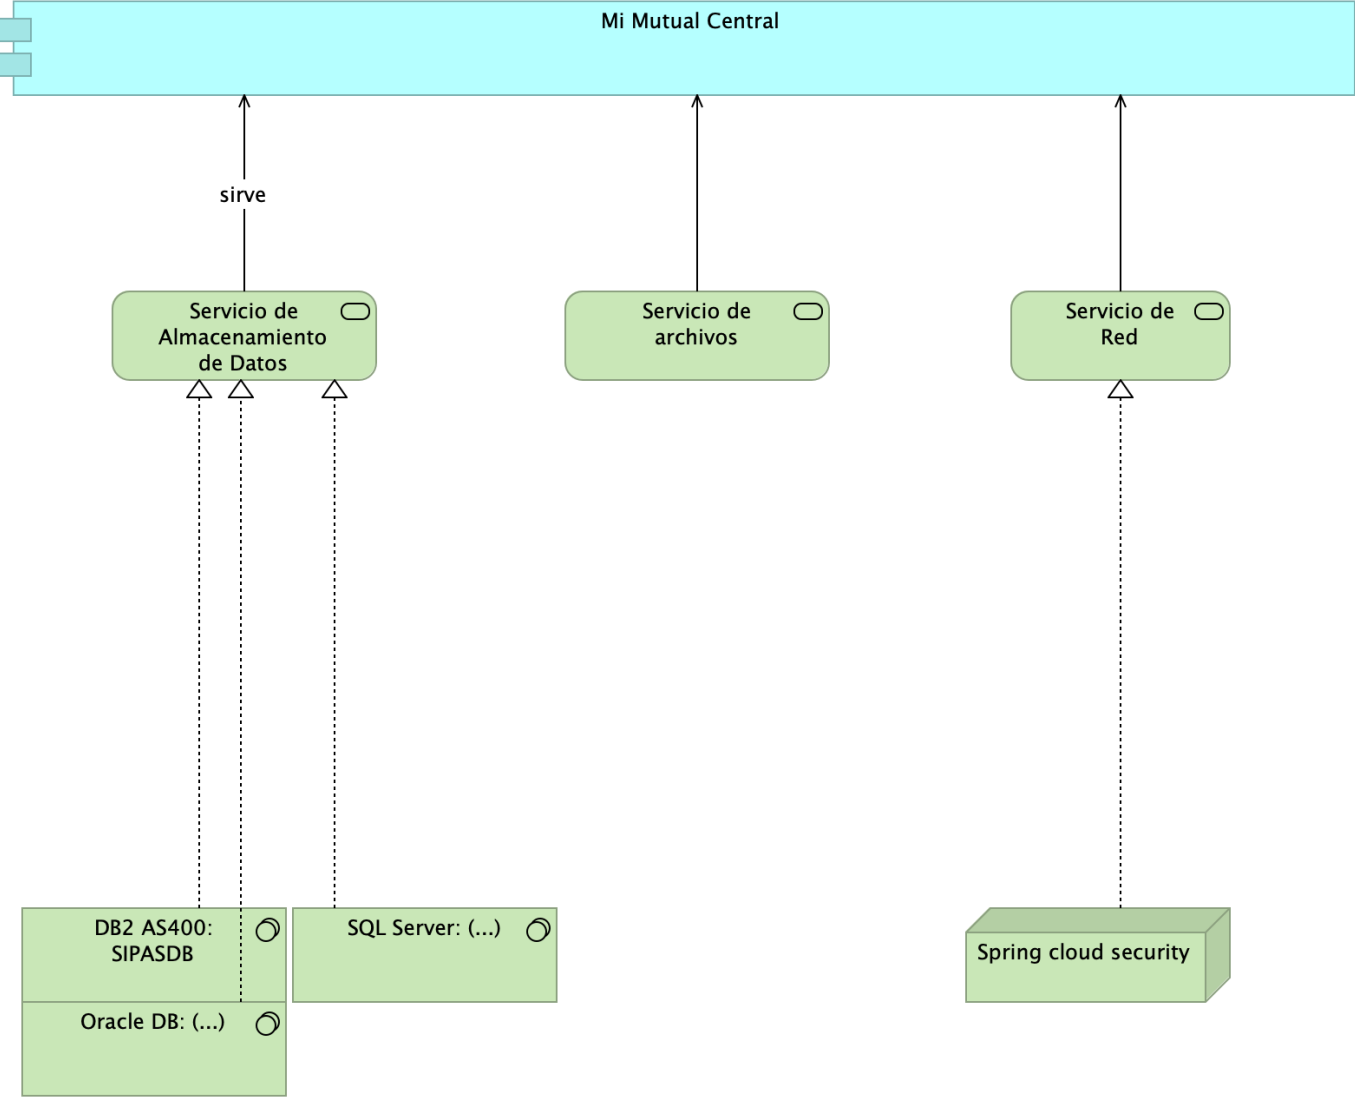 Mi Mutual Central
sirve
Servicio de
Almacenamiento
de Datos
Servicio de
archivos
Servicio de
Red
DB2 AS400:
SIPASDB
SQL Server: (...)
Spring cloud security
Oracle DB: (...)